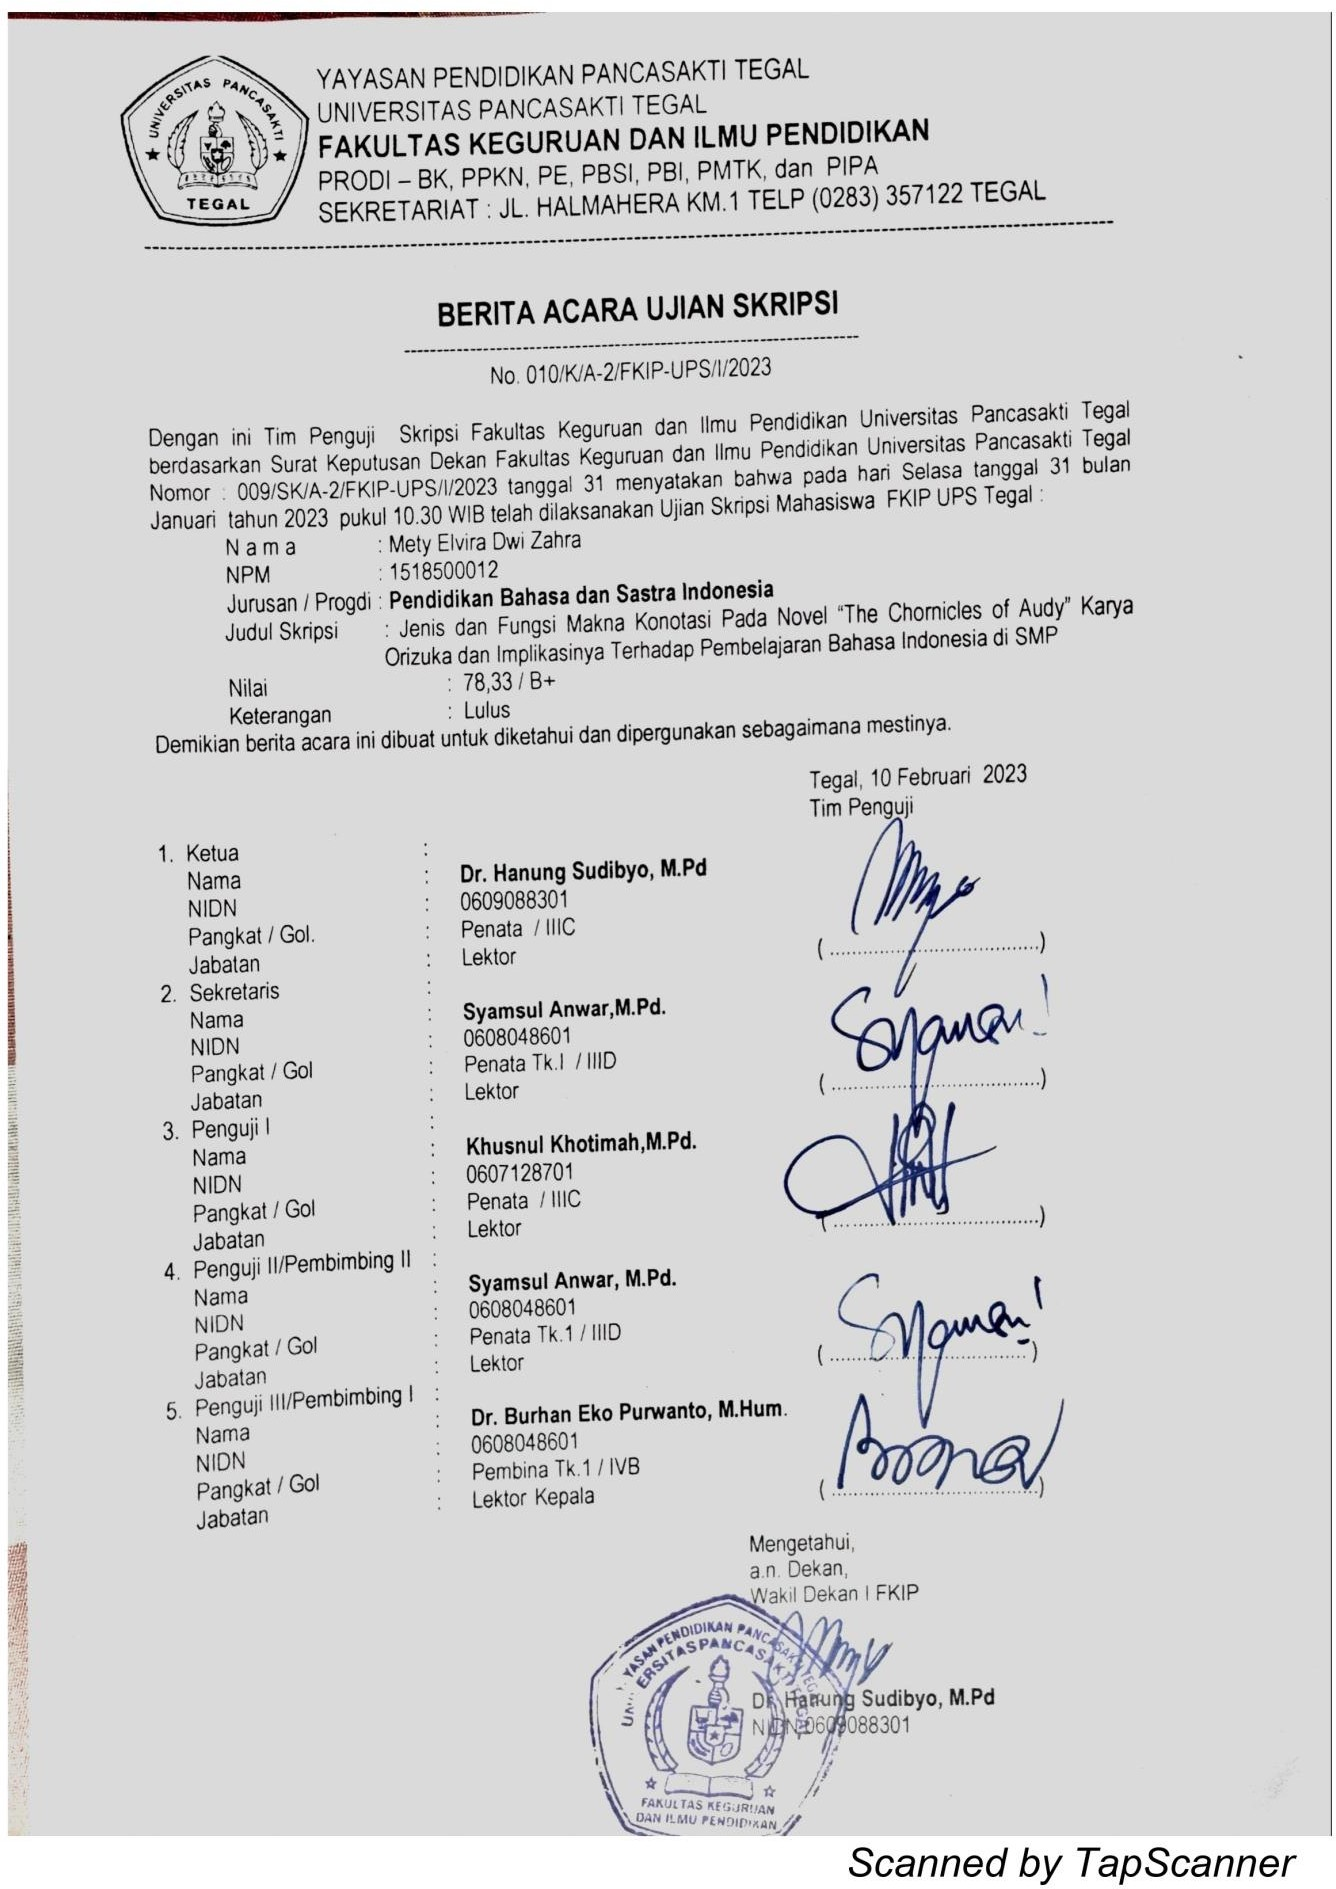 UNIVERSITAS PANCASAKTI
TEGAL
YAYASAN PENDIDIKAN PANCASAKTI TEGAL
UNIVERSITAS PANCASAKTI TEGAL
FAKULTAS KEGURUAN DAN ILMU PENDIDIKAN
PRODI – BK, PPKN, PE, PBSI, PBI, PMTK, dan PIPA
SEKRETARIAT : JL. HALMAHERA KM.1 TELP (0283) 357122 TEGAL
BERITA ACARA UJIAN SKRIPSI
No. 010/K/A-2/FKIP-UPS/I/2023
Dengan ini Tim Penguji Skripsi Fakultas Keguruan dan Ilmu Pendidikan Universitas Pancasakti Tegal
berdasarkan Surat Keputusan Dekan Fakultas Keguruan dan Ilmu Pendidikan Universitas Pancasakti Tegal
Nomor : 009/SK/A-2/FKIP-UPS/I/2023 tanggal 31 menyatakan bahwa pada hari Selasa tanggal 31 bulan
Januari tahun 2023 pukul 10.30 WIB telah dilaksanakan Ujian Skripsi Mahasiswa FKIP UPS Tegal :
N a m a : Mety Elvira Dwi Zahra
NPM : 1518500012
Jurusan / Progdi : Pendidikan Bahasa dan Sastra Indonesia
Judul Skripsi : Jenis dan Fungsi Makna Konotasi Pada Novel “The Chornicles of Audy” Karya
Orizuka dan Implikasinya Terhadap Pembelajaran Bahasa Indonesia di SMP
Nilai : 78,33 / B+
Keterangan : Lulus
Demikian berita acara ini dibuat untuk diketahui dan dipergunakan sebagaimana mestinya.
Tegal, 10 Februari 2023
Tim Penguji
1. Ketua :
Nama : Dr. Hanung Sudibyo, M.Pd
NIDN : 0609088301
Pangkat / Gol. : Penata / IIIC
Jabatan : Lektor
(......................................)
2. Sekretaris :
Nama : Syamsul Anwar,M.Pd.
NIDN : 0608048601
Pangkat / Gol : Penata Tk.I / IIID
Jabatan : Lektor
(......................................)
3. Penguji I :
Nama : Khusnul Khotimah,M.Pd.
NIDN : 0607128701
Pangkat / Gol : Penata / IIIC
Jabatan : Lektor
(......................................)
4. Penguji II/Pembimbing II :
Nama : Syamsul Anwar, M.Pd.
NIDN : 0608048601
Pangkat / Gol : Penata Tk.1 / IIID
Jabatan : Lektor
(......................................)
5. Penguji III/Pembimbing I :
Nama : Dr. Burhan Eko Purwanto, M.Hum.
NIDN : 0608048601
Pangkat / Gol : Pembina Tk.1 / IVB
Jabatan : Lektor Kepala
(......................................)
Mengetahui,
a.n. Dekan,
Wakil Dekan I FKIP
Dr. Hanung Sudibyo, M.Pd
NIDN.0609088301
FAKULTAS KEGURUAN
DAN ILMU PENDIDIKAN
Scanned by TapScanner